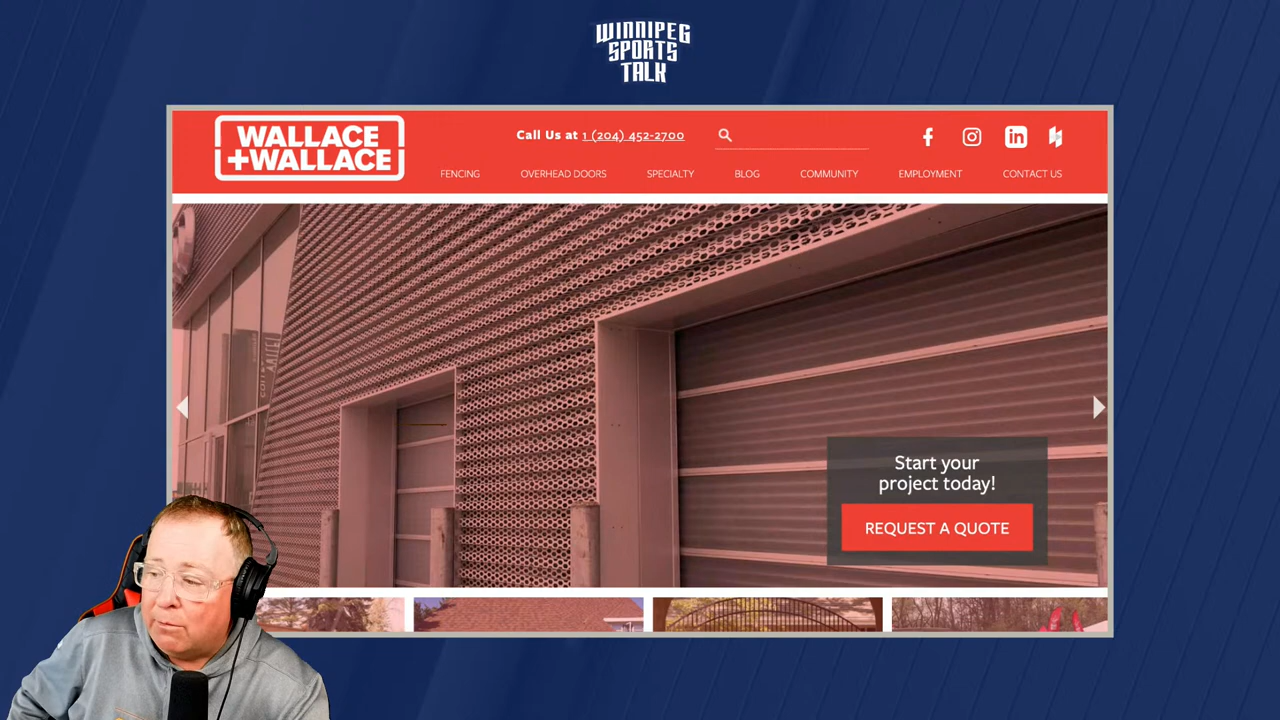 WINNIPEG
SPORTS
TALK
WALLACE
+WALLACE
Call Us at 1 (204) 452-2700
FENCING OVERHEAD DOORS SPECIALTY BLOG COMMUNITY EMPLOYMENT CONTACT US
Start your
project today!
REQUEST A QUOTE